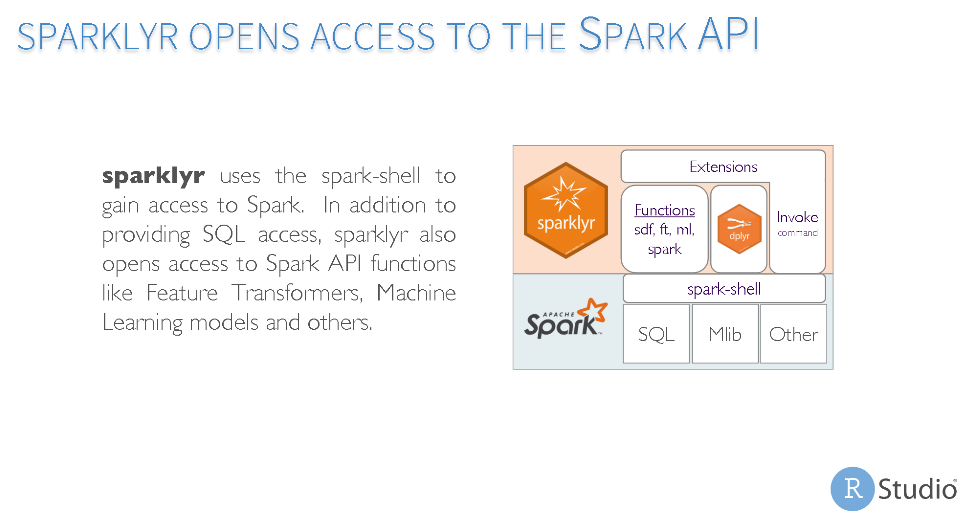 SPARKLYR OPENS ACCESS TO THE SPARK API
sparklyr uses the spark-shell to
gain access to Spark. In addition to
providing SQL access, sparklyr also
opens access to Spark API functions
like Feature Transformers, Machine
Learning models and others.
sparklyr
Extensions
Functions
sdf, ft, ml,
spark
dplyr
Invoke
command
APACHE
Spark™
spark-shell
SQL
Mlib
Other
R Studio®